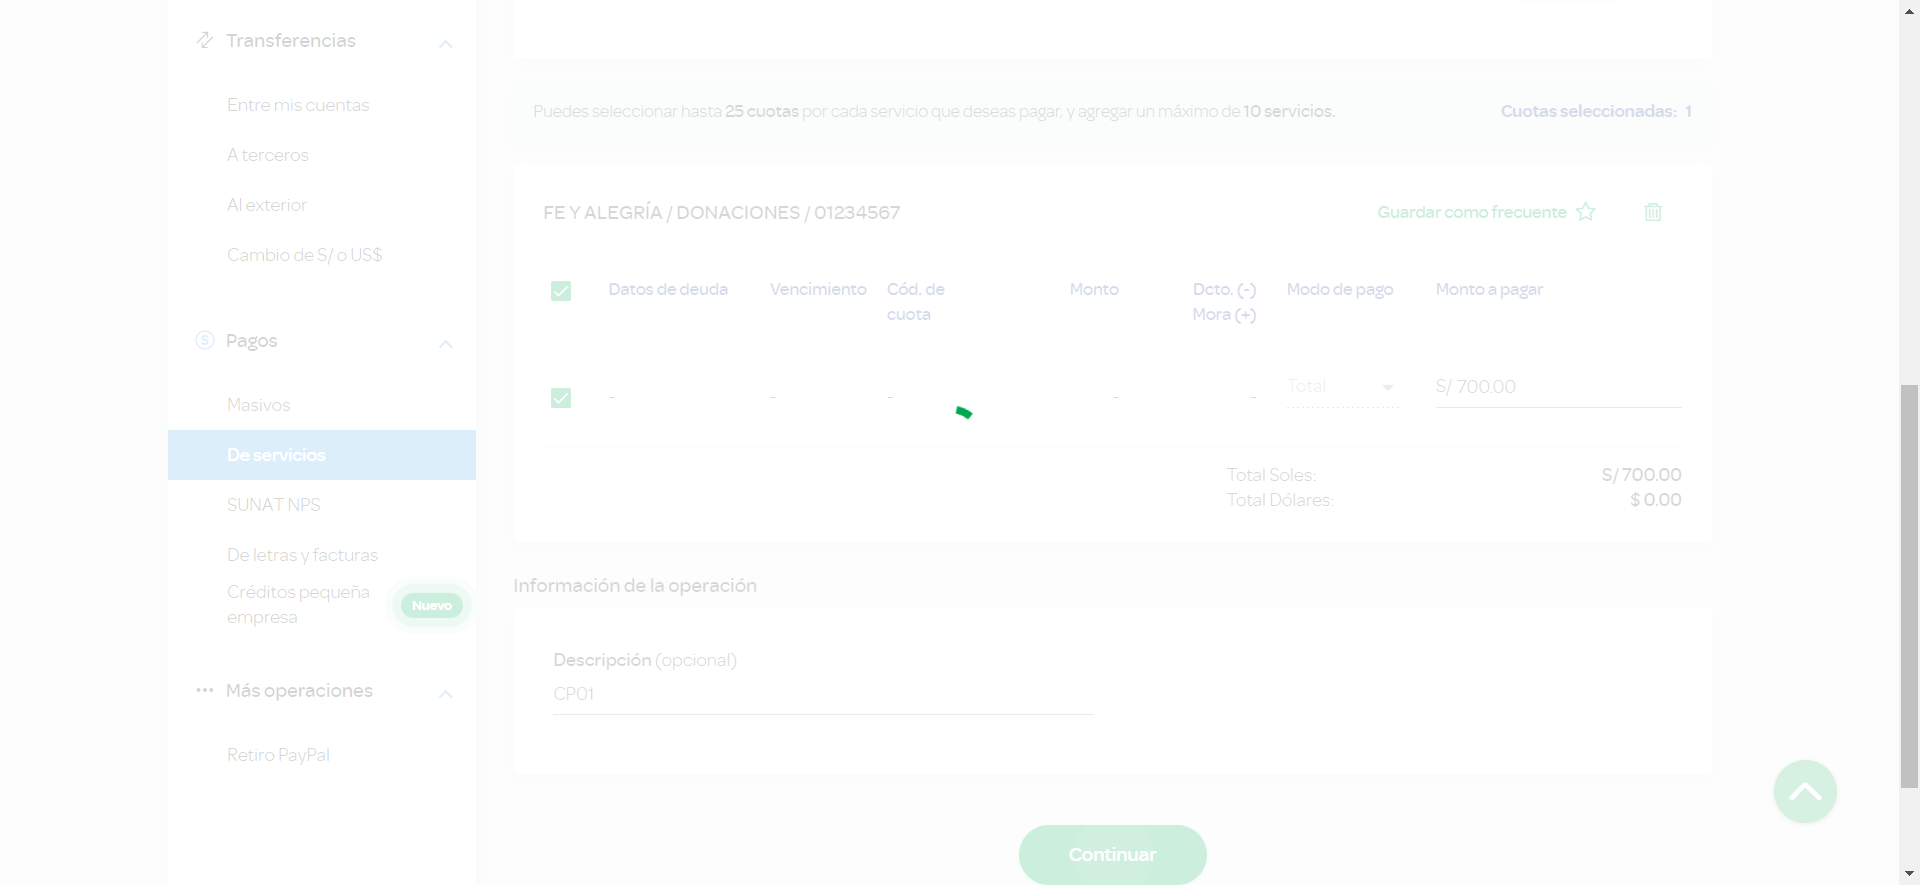 Transferencias
Entre mis cuentas
A terceros
Al exterior
Cambio de S/ o US$
Pagos
Masivos
De servicios
SUNAT NPS
De letras y facturas
Créditos pequeña
empresa
Nuevo
Más operaciones
Retiro PayPal
Puedes seleccionar hasta 25 cuotas por cada servicio que deseas pagar, y agregar un máximo de 10 servicios.
Cuotas seleccionadas: 1
FE Y ALEGRÍA / DONACIONES / 01234567
Guardar como frecuente
Datos de deuda Vencimiento Cód. de Monto Dcto. (-) Modo de pago Monto a pagar
cuota Mora (+)
- - - - - Total S/ 700.00
Total Soles: S/ 700.00
Total Dólares: $ 0.00
Información de la operación
Descripción (opcional)
CP01
Continuar